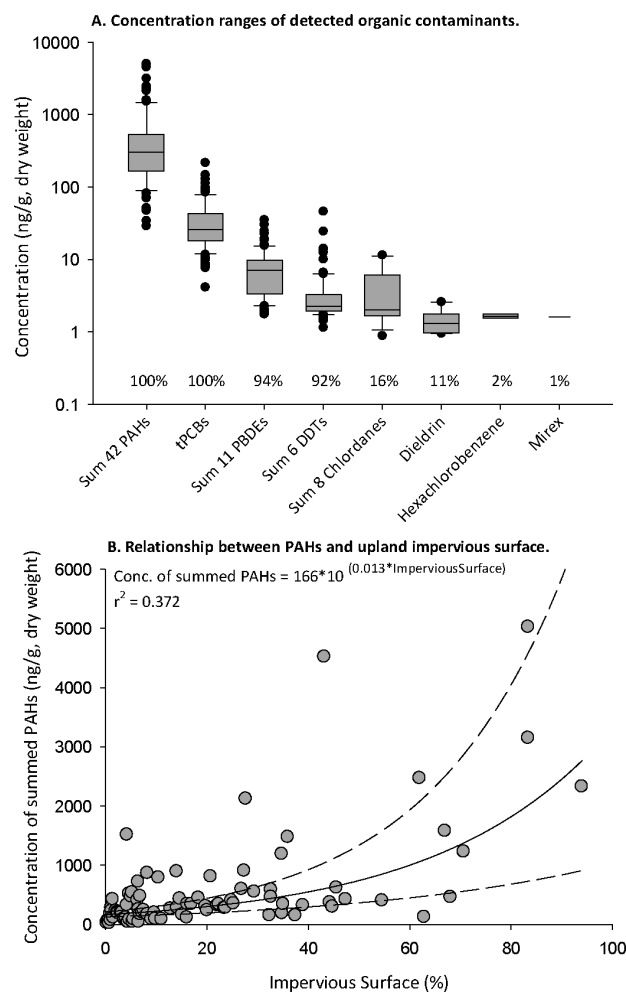 A. Concentration ranges of detected organic contaminants.
Concentration (ng/g, dry weight)
10000
1000
100
10
1
0.1
100% 100% 94% 92% 16% 11% 2% 1%
Sum 42 PAHs
tPCBs
Sum 11 PBDEs
Sum 6 DDTs
Sum 8 Chlordanes
Dieldrin
Hexachlorobenzene
Mirex
B. Relationship between PAHs and upland impervious surface.
Concentration of summed PAHs (ng/g, dry weight)
Conc. of summed PAHs = 166*10 (0.013*ImperviousSurface)
r2 = 0.372
6000
5000
4000
3000
2000
1000
0
0 20 40 60 80 100
Impervious Surface (%)